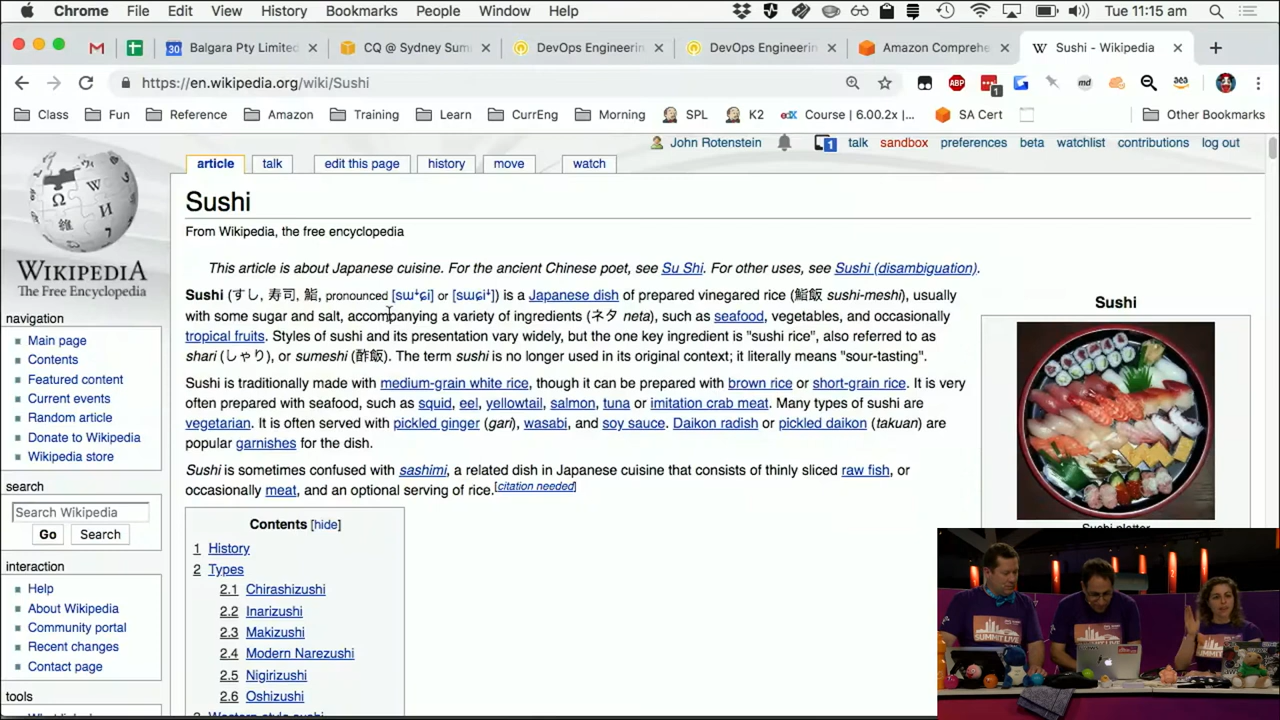 Chrome File Edit View History Bookmarks People Window Help Tue 11:15 am
Balgara Pty Limited CQ @ Sydney Sum DevOps Engineerin DevOps Engineerin Amazon Comprehe Sushi - Wikipedia
https://en.wikipedia.org/wiki/Sushi
Class Fun Reference Amazon Training Learn CurrEng Morning SPL K2 edX Course | 6.00.2x |... SA Cert Other Bookmarks
John Rotenstein 1 talk sandbox preferences beta watchlist contributions log out
article talk edit this page history move watch
WIKIPEDIA
The Free Encyclopedia
Sushi
From Wikipedia, the free encyclopedia
This article is about Japanese cuisine. For the ancient Chinese poet, see Su Shi. For other uses, see Sushi (disambiguation).
Sushi (すし, 寿司, 鮨, pronounced [sɯꜜɕi] or [sɯɕiꜜ]) is a Japanese dish of prepared vinegared rice (鮨飯 sushi-meshi), usually
with some sugar and salt, accompanying a variety of ingredients (ネタ neta), such as seafood, vegetables, and occasionally
tropical fruits. Styles of sushi and its presentation vary widely, but the one key ingredient is "sushi rice", also referred to as
shari (しゃり), or sumeshi (酢飯). The term sushi is no longer used in its original context; it literally means "sour-tasting".
Sushi is traditionally made with medium-grain white rice, though it can be prepared with brown rice or short-grain rice. It is very
often prepared with seafood, such as squid, eel, yellowtail, salmon, tuna or imitation crab meat. Many types of sushi are
vegetarian. It is often served with pickled ginger (gari), wasabi, and soy sauce. Daikon radish or pickled daikon (takuan) are
popular garnishes for the dish.
Sushi is sometimes confused with sashimi, a related dish in Japanese cuisine that consists of thinly sliced raw fish, or
occasionally meat, and an optional serving of rice.[citation needed]
Contents [hide]
1 History
2 Types
2.1 Chirashizushi
2.2 Inarizushi
2.3 Makizushi
2.4 Modern Narezushi
2.5 Nigirizushi
2.6 Oshizushi
Sushi
Sushi platter
navigation
Main page
Contents
Featured content
Current events
Random article
Donate to Wikipedia
Wikipedia store
search
Search Wikipedia
Go Search
interaction
Help
About Wikipedia
Community portal
Recent changes
Contact page
tools
SUMMIT LIVE